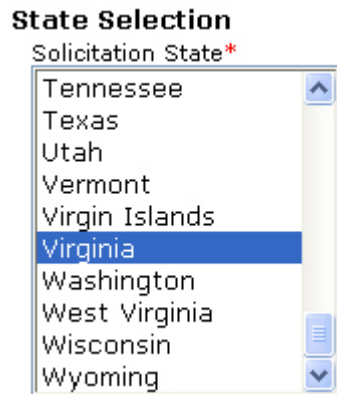 State Selection
Solicitation State*
Tennessee
Texas
Utah
Vermont
Virgin Islands
Virginia
Washington
West Virginia
Wisconsin
Wyoming